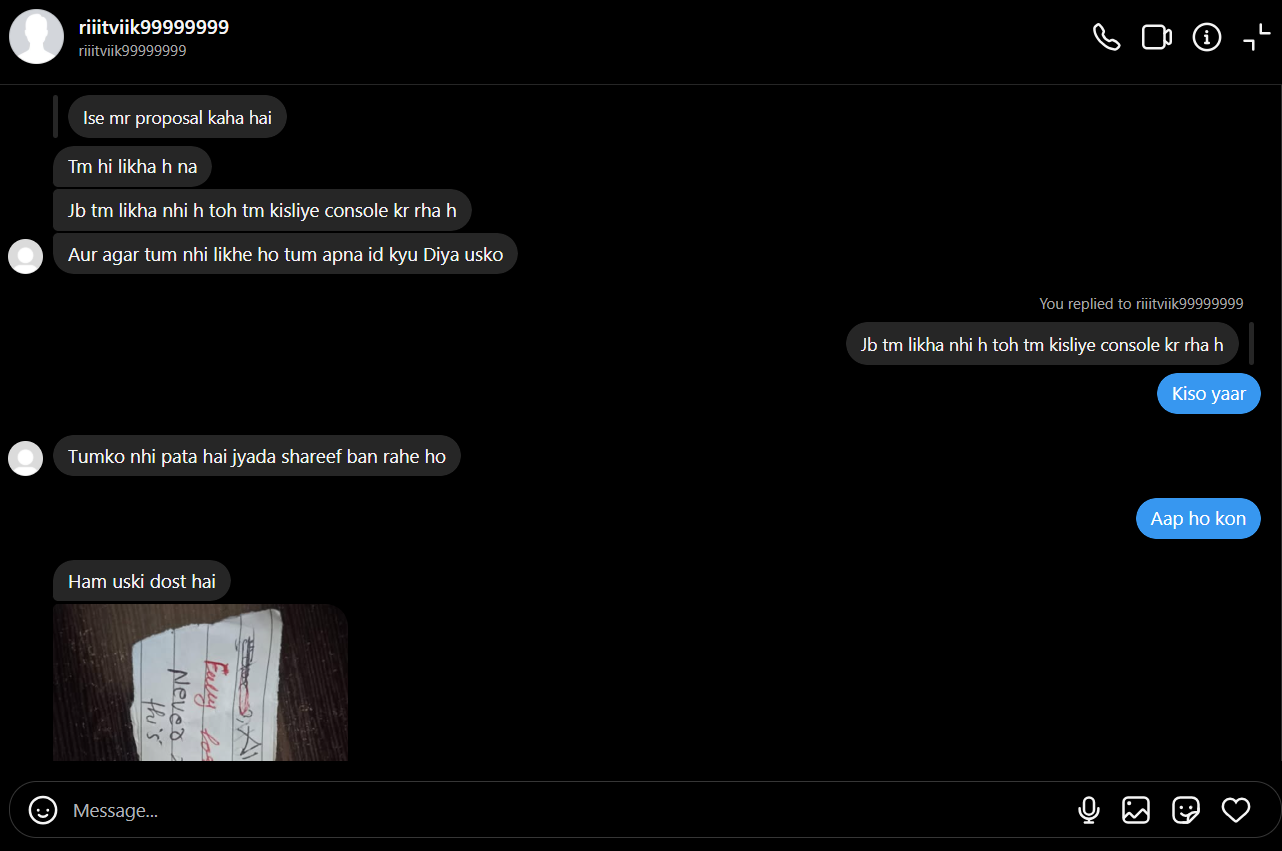 riiitviik99999999
riiitviik99999999
Ise mr proposal kaha hai
Tm hi likha h na
Jb tm likha nhi h toh tm kisliye console kr rha h
Aur agar tum nhi likhe ho tum apna id kyu Diya usko
You replied to riiitviik99999999
Jb tm likha nhi h toh tm kisliye console kr rha h
Kiso yaar
Tumko nhi pata hai jyada shareef ban rahe ho
Aap ho kon
Ham uski dost hai
Never
this
Message...